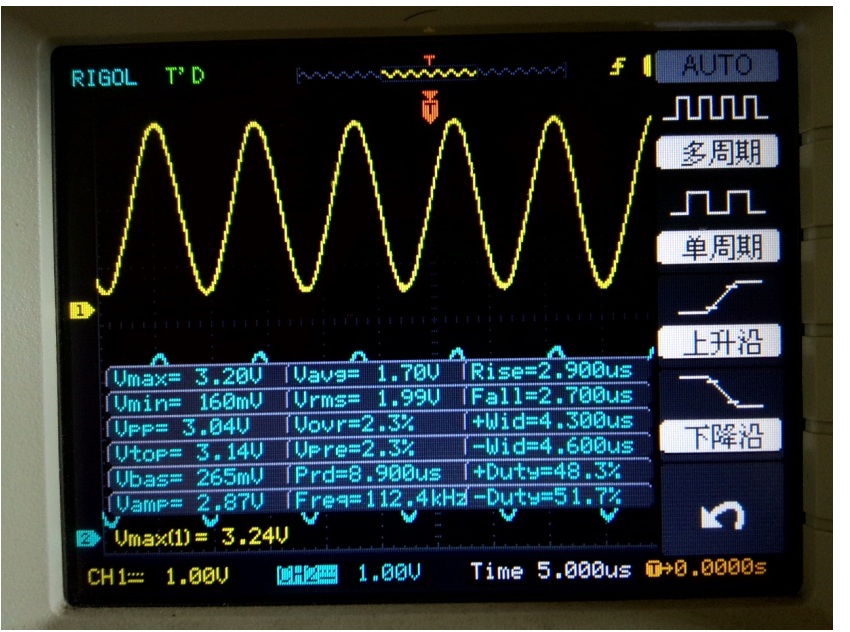 RIGOL T'D AUTO
多周期
单周期
上升沿
下降沿
Vmax= 3.20V Vavg= 1.70V Rise=2.900us
Vmin= 160mV Vrms= 1.99V Fall=2.700us
Vpp= 3.04V Vovr=2.3% +Wid=4.300us
Vtop= 3.14V Vpre=2.3% -Wid=4.600us
Vbas= 265mV Prd=8.900us +Duty=48.3%
Vamp= 2.87V Freq=112.4kHz -Duty=51.7%
1
2
Vmax(1)= 3.24V
CH1 1.00V CH2 1.00V Time 5.000us T→0.0000s
T
T